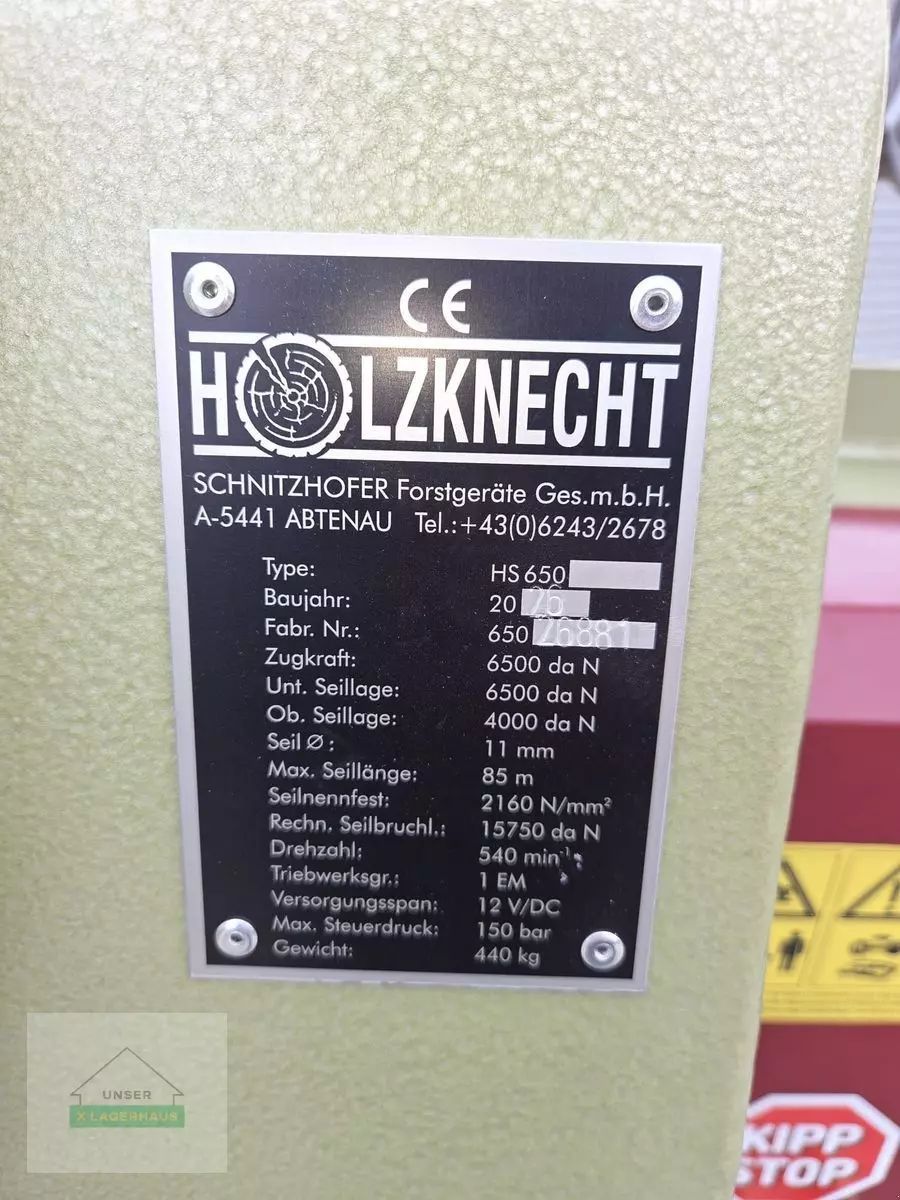 CE
HOLZKNECHT
SCHNITZHOFER Forstgeräte Ges.m.b.H.
A-5441 ABTENAU Tel.:+43(0)6243/2678
Type: HS 650
Baujahr: 20 26
Fabr. Nr.: 650 26881
Zugkraft: 6500 da N
Unt. Seillage: 6500 da N
Ob. Seillage: 4000 da N
Seil Ø : 11 mm
Max. Seillänge: 85 m
Seilnennfest: 2160 N/mm²
Rechn. Seilbruchl.: 15750 da N
Drehzahl: 540 min⁻¹
Triebwerksgr.: 1 EM
Versorgungsspan: 12 V/DC
Max. Steuerdruck: 150 bar
Gewicht: 440 kg
UNSER
X LAGERHAUS
KIPP
STOP